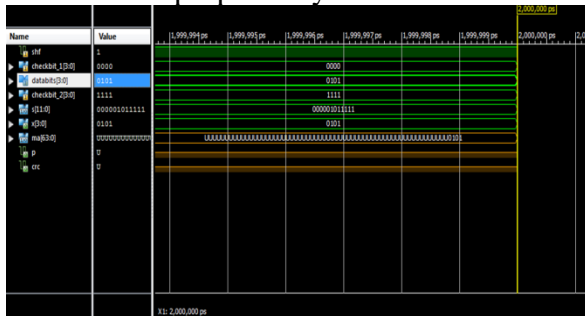 2,000,000 ps
Name Value 1,999,994 ps 1,999,995 ps 1,999,996 ps 1,999,997 ps 1,999,998 ps 1,999,999 ps 2,000,000 ps 2,0
shf 1
checkbit_1[3:0] 0000 0000
databits[3:0] 0101 0101
checkbit_2[3:0] 1111 1111
s[11:0] 000001011111 000001011111
x[3:0] 0101 0101
ma[63:0]
p U
crc U
X1: 2,000,000 ps